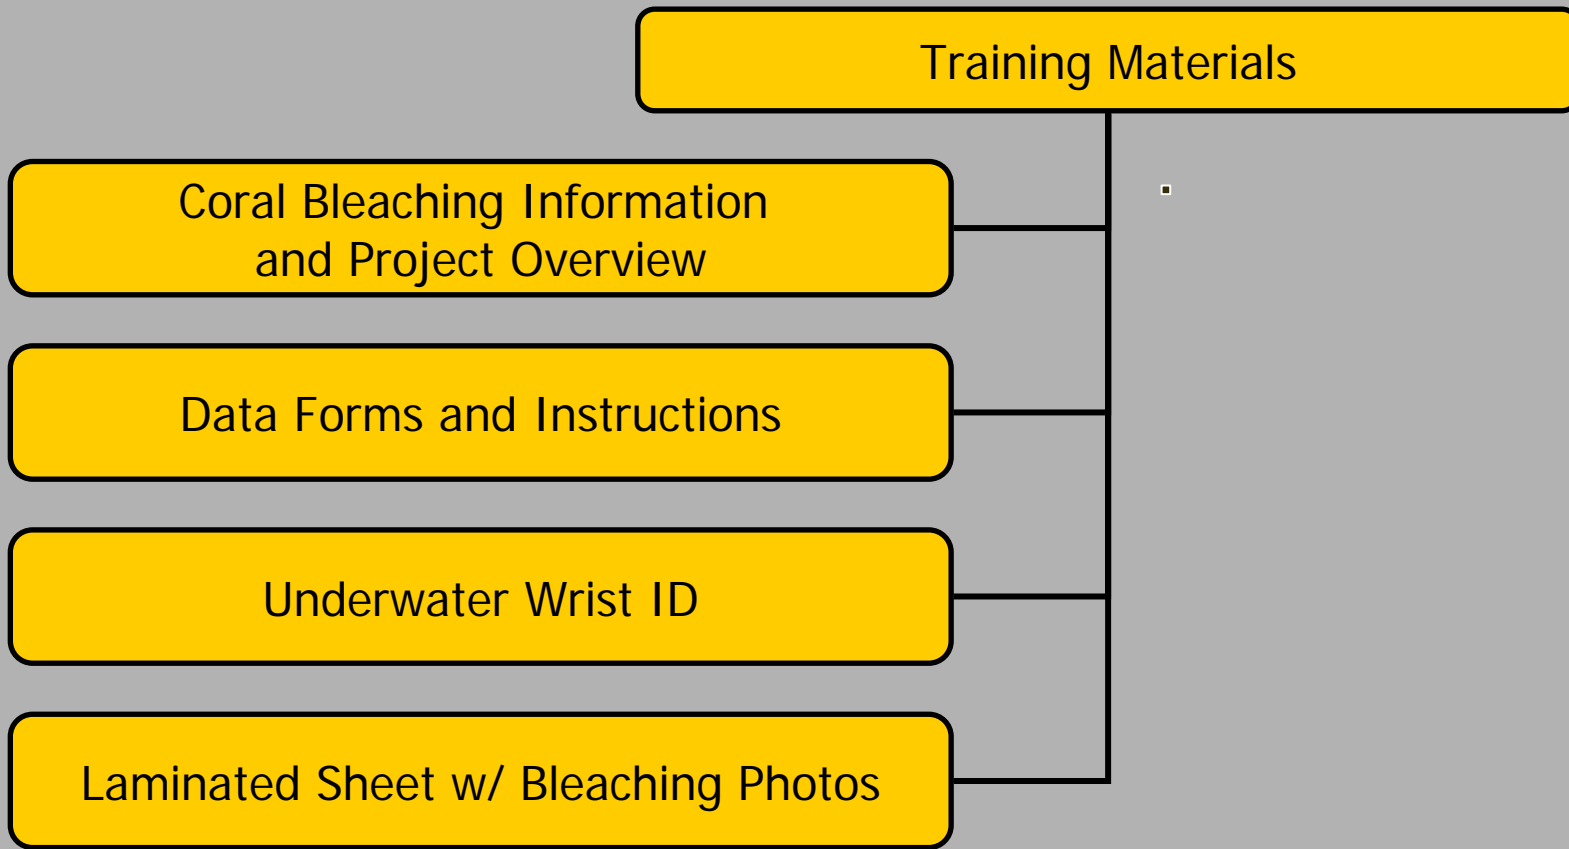 Training Materials
Coral Bleaching Information
and Project Overview
Data Forms and Instructions
Underwater Wrist ID
Laminated Sheet w/ Bleaching Photos